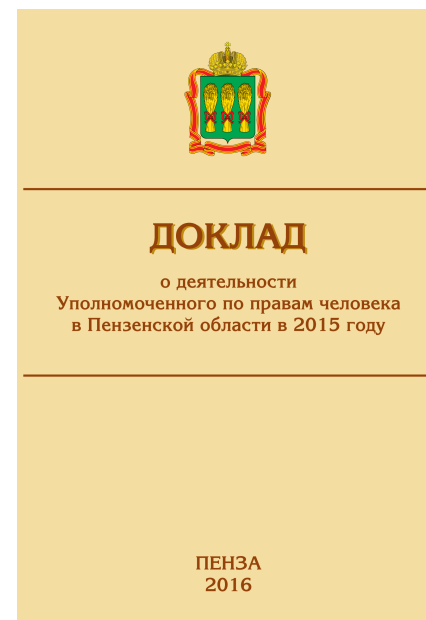 ДОКЛАД
о деятельности
Уполномоченного по правам человека
в Пензенской области в 2015 году
ПЕНЗА
2016